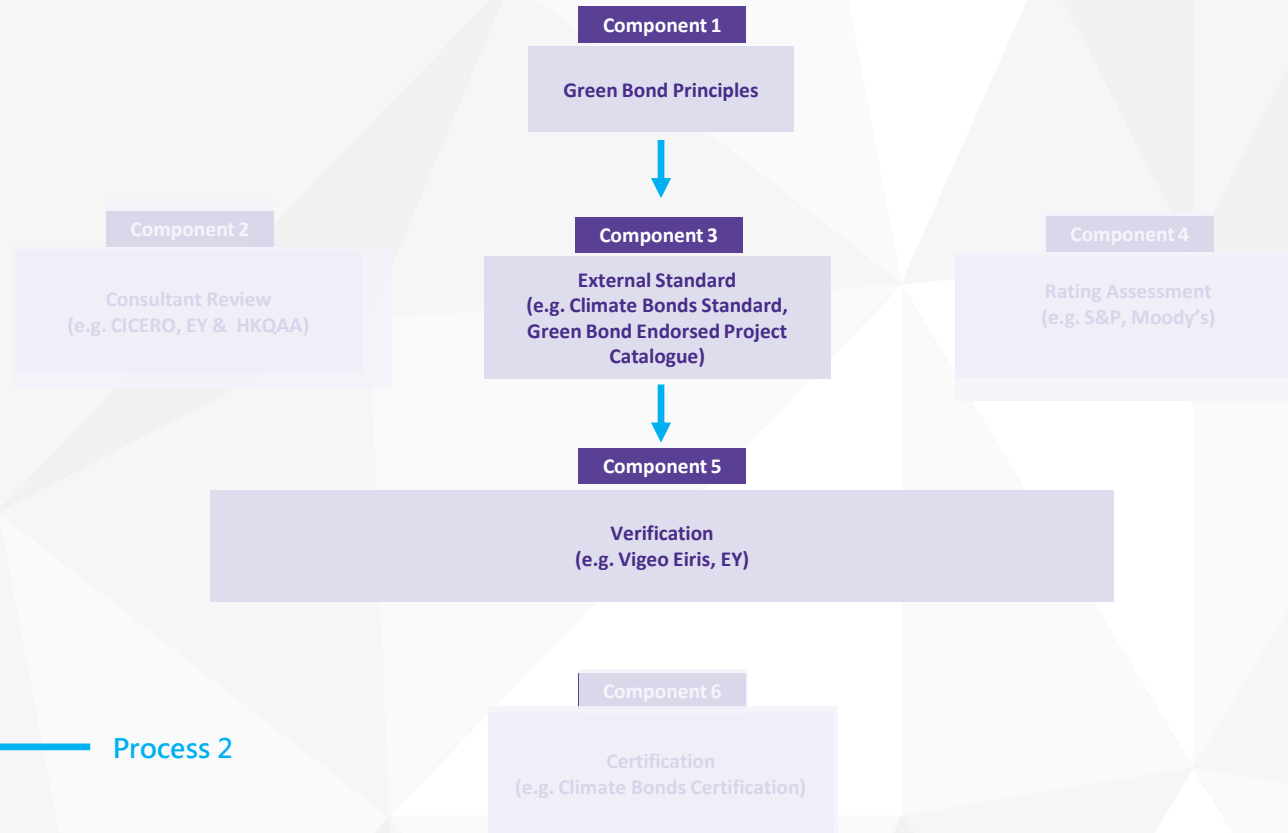 Component 1
Green Bond Principles
Component 2
Consultant Review
(e.g. CICERO, EY & HKQAA)
Component 3
External Standard
(e.g. Climate Bonds Standard,
Green Bond Endorsed Project
Catalogue)
Component 4
Rating Assessment
(e.g. S&P, Moody's)
Component 5
Verification
(e.g. Vigeo Eiris, EY)
Component 6
Certification
(e.g. Climate Bonds Certification)
Process 2